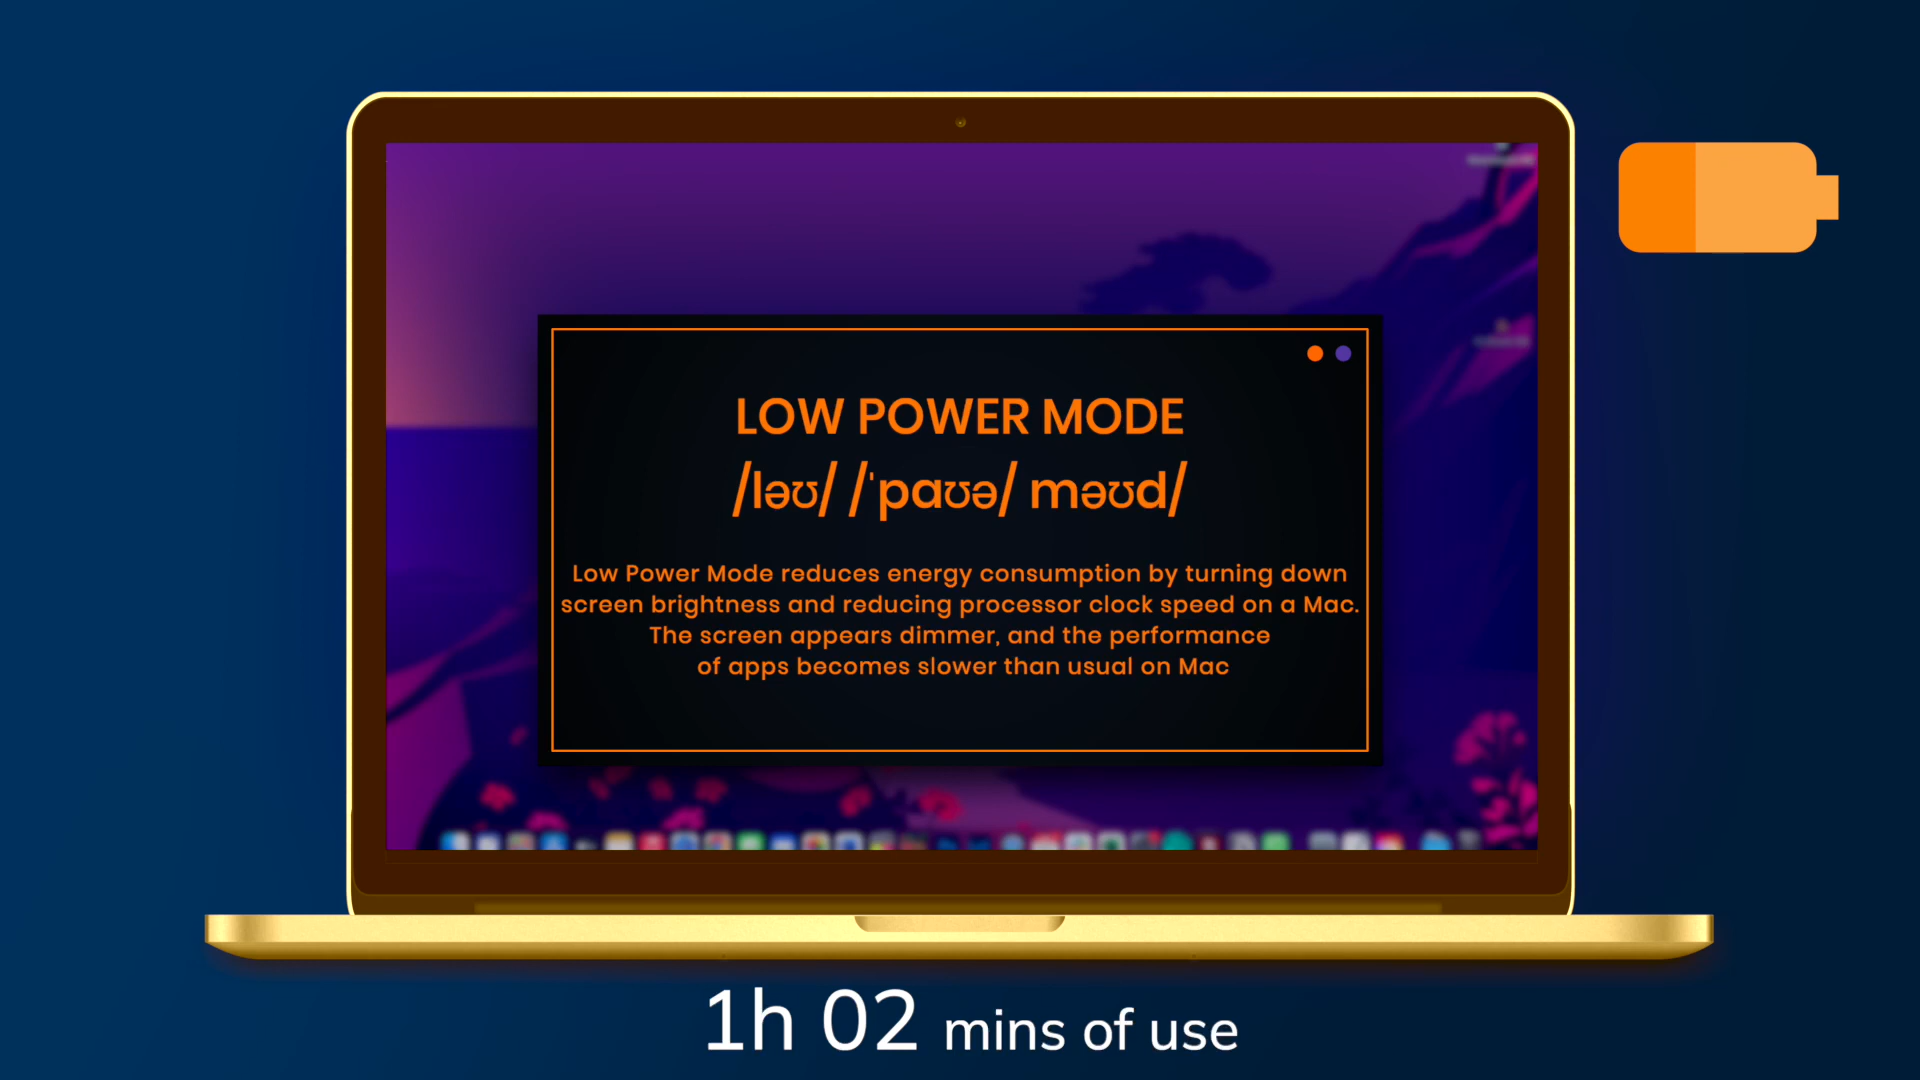 LOW POWER MODE
/ləʊ/ /ˈpaʊə/ məʊd/
Low Power Mode reduces energy consumption by turning down
screen brightness and reducing processor clock speed on a Mac.
The screen appears dimmer, and the performance
of apps becomes slower than usual on Mac
1h 02 mins of use